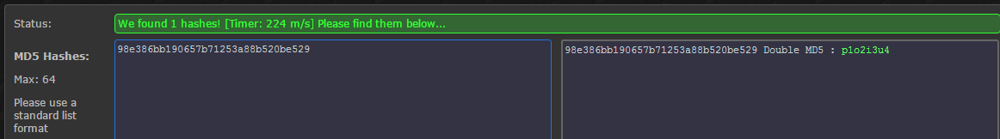 Status:
We found 1 hashes! [Timer: 224 m/s] Please find them below...
MD5 Hashes:
Max: 64
Please use a
standard list
format
98e386bb190657b71253a88b520be529
98e386bb190657b71253a88b520be529 Double MD5 : p1o2i3u4